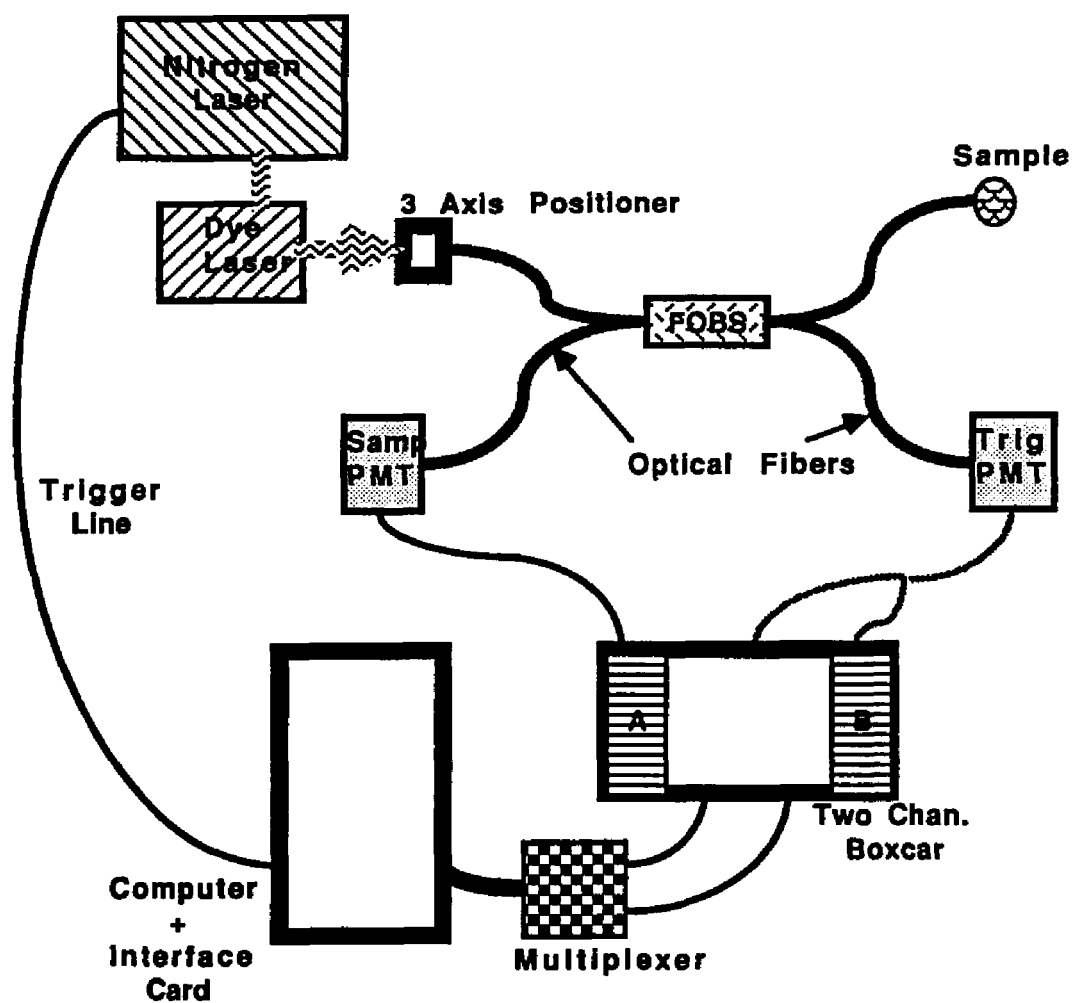 Nitrogen
Laser
Sample
3 Axis Positioner
Dye
Laser
FOBS
Samp
PMT
Optical Fibers
Trig
PMT
Trigger
Line
A
B
Two Chan.
Boxcar
Computer
+
Interface
Card
Multiplexer